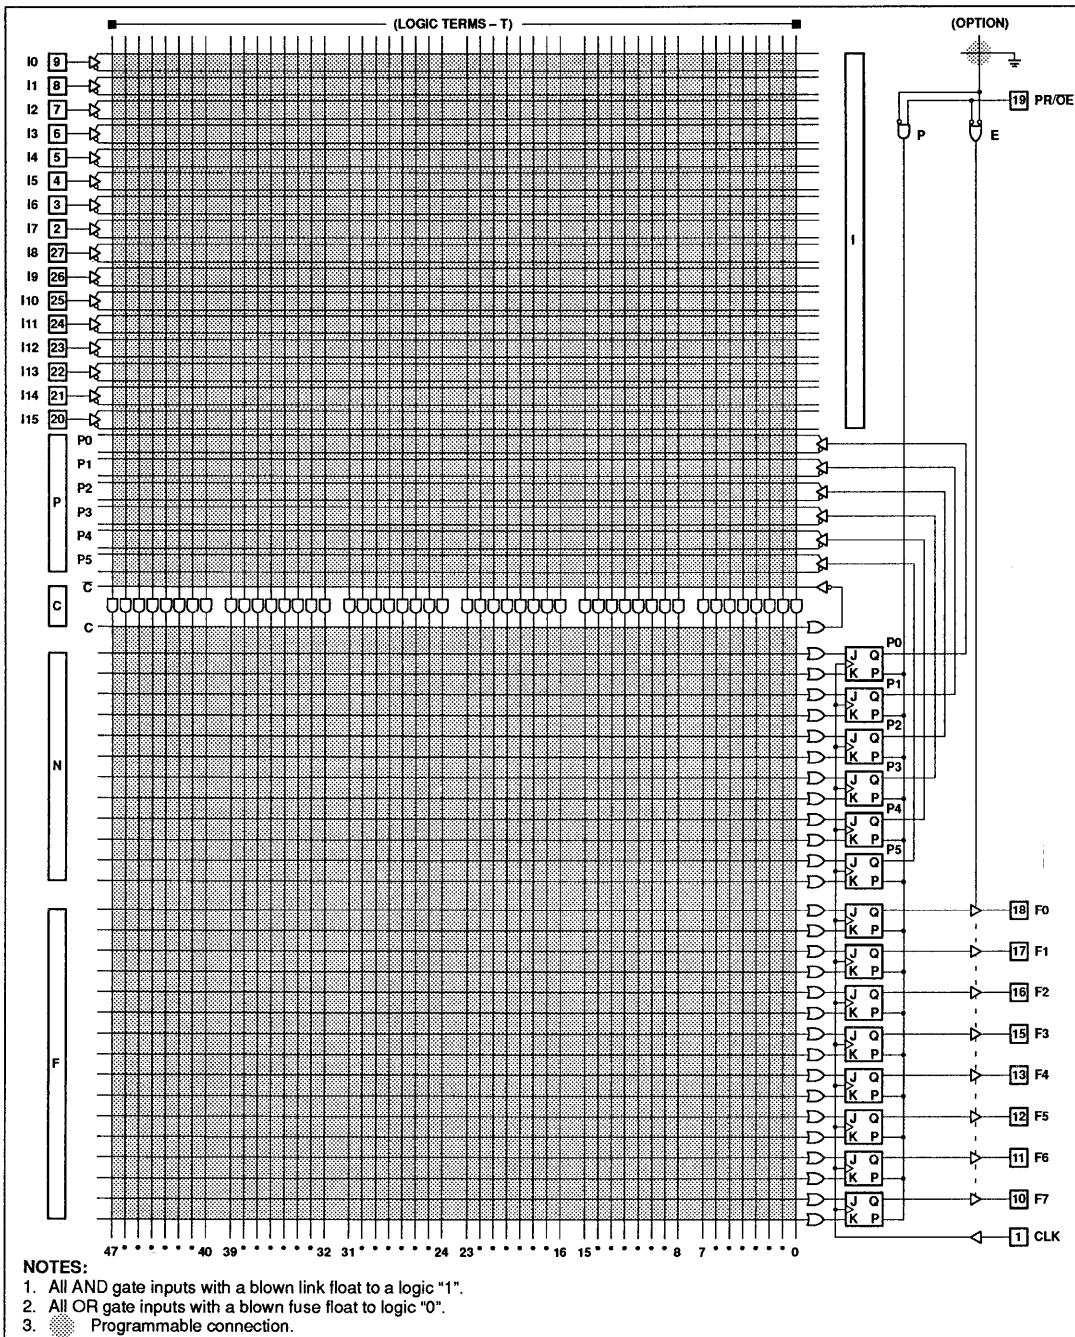 (LOGIC TERMS – T)
(OPTION)
I0 9
I1 8
I2 7
I3 6
I4 5
I5 4
I6 3
I7 2
I8 27
I9 26
I10 25
I11 24
I12 23
I13 22
I14 21
I15 20
I
19 PR/OE
P
E
P
P0
P1
P2
P3
P4
P5
C
C
C
N
P0
J Q
K P
P1
J Q
K P
P2
J Q
K P
P3
J Q
K P
P4
J Q
K P
P5
J Q
K P
F
J Q
K P
18 F0
J Q
K P
17 F1
J Q
K P
16 F2
J Q
K P
15 F3
J Q
K P
13 F4
J Q
K P
12 F5
J Q
K P
11 F6
J Q
K P
10 F7
1 CLK
47 40 39 32 31 24 23 16 15 8 7 0
NOTES:
1. All AND gate inputs with a blown link float to a logic "1".
2. All OR gate inputs with a blown fuse float to logic "0".
3. Programmable connection.